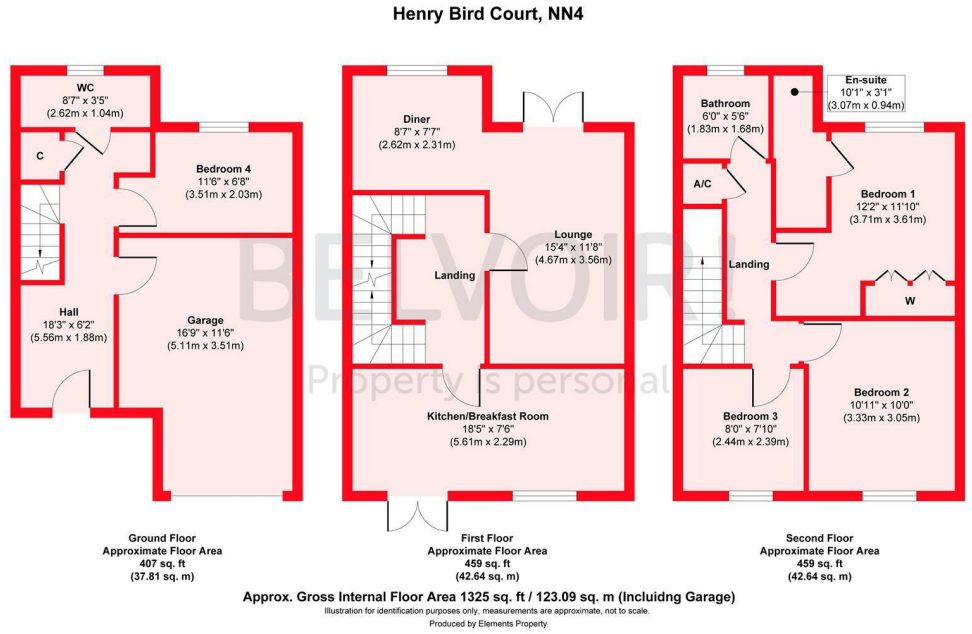 Henry Bird Court, NN4
WC
8'7" x 3'5"
(2.62m x 1.04m)
C
Bedroom 4
11'6" x 6'8"
(3.51m x 2.03m)
Hall
18'3" x 6'2"
(5.56m x 1.88m)
Garage
16'9" x 11'6"
(5.11m x 3.51m)
Ground Floor
Approximate Floor Area
407 sq. ft
(37.81 sq. m)
Diner
8'7" x 7'7"
(2.62m x 2.31m)
Lounge
15'4" x 11'8"
(4.67m x 3.56m)
Landing
Kitchen/Breakfast Room
18'5" x 7'6"
(5.61m x 2.29m)
First Floor
Approximate Floor Area
459 sq. ft
(42.64 sq. m)
En-suite
10'1" x 3'1"
(3.07m x 0.94m)
Bathroom
6'0" x 5'6"
(1.83m x 1.68m)
A/C
Bedroom 1
12'2" x 11'10"
(3.71m x 3.61m)
Landing
W
Bedroom 2
10'11" x 10'0"
(3.33m x 3.05m)
Bedroom 3
8'0" x 7'10"
(2.44m x 2.39m)
Second Floor
Approximate Floor Area
459 sq. ft
(42.64 sq. m)
BELVOIR!
Property is personal
Approx. Gross Internal Floor Area 1325 sq. ft / 123.09 sq. m (Incluidng Garage)
Illustration for identification purposes only, measurements are approximate, not to scale.
Produced by Elements Property